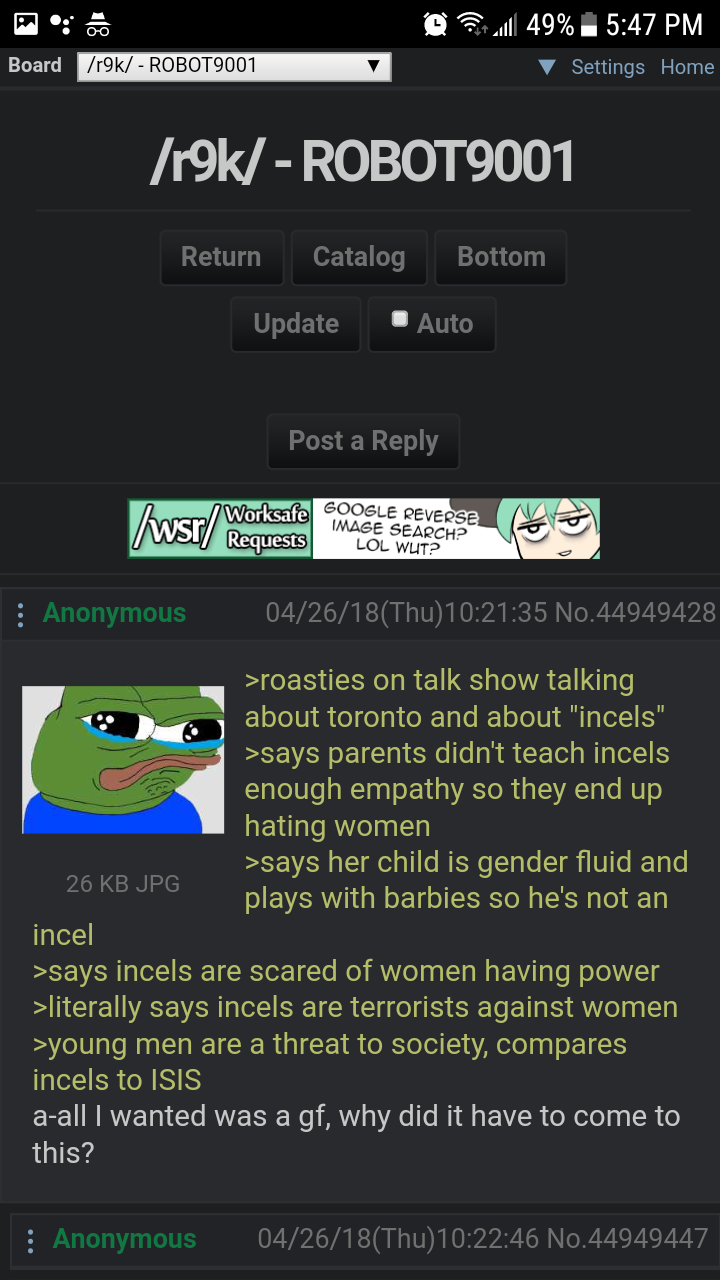 49% 5:47 PM
Board /r9k/ - ROBOT9001 ▼ ▼ Settings Home
/r9k/ - ROBOT9001
Return Catalog Bottom
Update Auto
Post a Reply
/wsr/ Worksafe Requests
GOOGLE REVERSE
IMAGE SEARCH?
LOL WUT?
Anonymous 04/26/18(Thu)10:21:35 No.44949428
>roasties on talk show talking
about toronto and about "incels"
>says parents didn't teach incels
enough empathy so they end up
hating women
>says her child is gender fluid and
plays with barbies so he's not an
26 KB JPG
incel
>says incels are scared of women having power
>literally says incels are terrorists against women
>young men are a threat to society, compares
incels to ISIS
a-all I wanted was a gf, why did it have to come to
this?
Anonymous 04/26/18(Thu)10:22:46 No.44949447